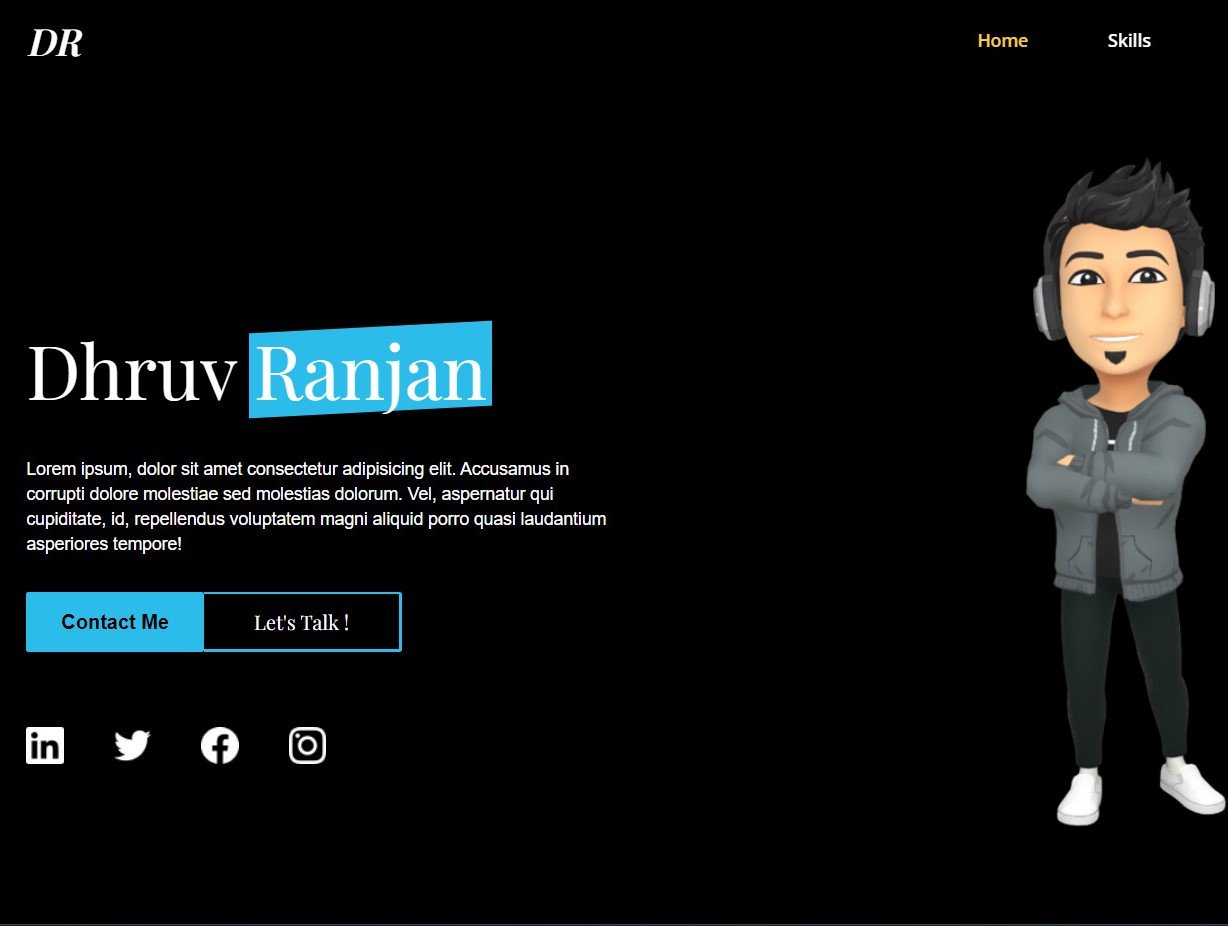 DR
Home
Skills
Dhruv Ranjan
Lorem ipsum, dolor sit amet consectetur adipisicing elit. Accusamus in
corrupti dolore molestiae sed molestias dolorum. Vel, aspernatur qui
cupiditate, id, repellendus voluptatem magni aliquid porro quasi laudantium
asperiores tempore!
Contact Me
Let's Talk !
in